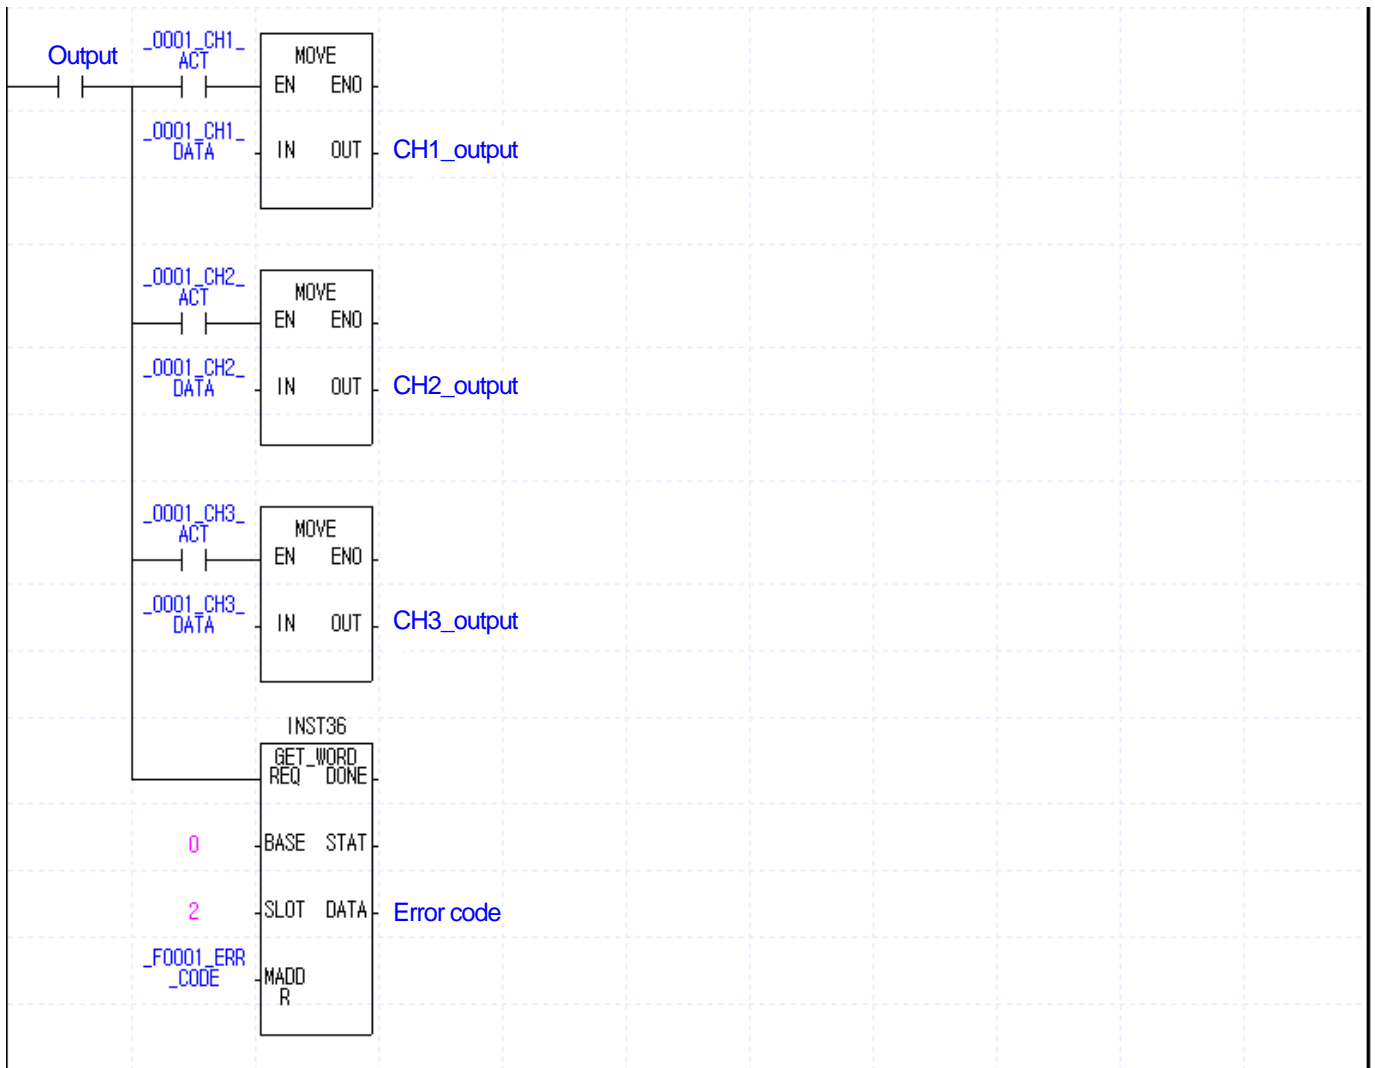 Output
_0001_CH1_
ACT
MOVE
EN ENO
_0001_CH1_
DATA
IN OUT
CH1_output
_0001_CH2_
ACT
MOVE
EN ENO
_0001_CH2_
DATA
IN OUT
CH2_output
_0001_CH3_
ACT
MOVE
EN ENO
_0001_CH3_
DATA
IN OUT
CH3_output
INST36
GET_WORD
REQ DONE
0
BASE STAT
2
SLOT DATA
Error code
_F0001_ERR
_CODE
MADD
R